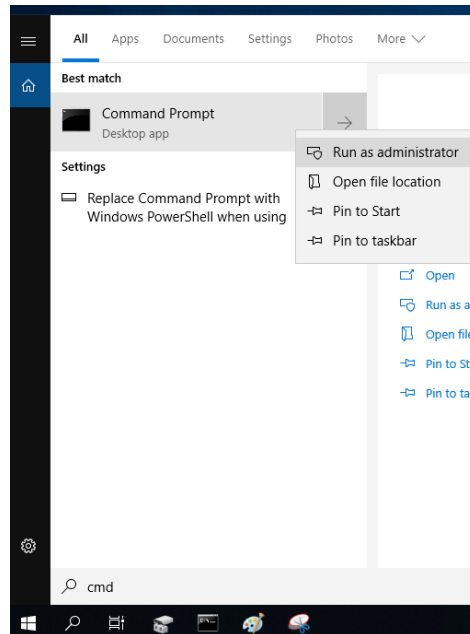 All Apps Documents Settings Photos More
Best match
Command Prompt
Desktop app
Run as administrator
Open file location
Pin to Start
Pin to taskbar
Settings
Replace Command Prompt with
Windows PowerShell when using
Open
Run as a
Open file
Pin to St
Pin to ta
cmd